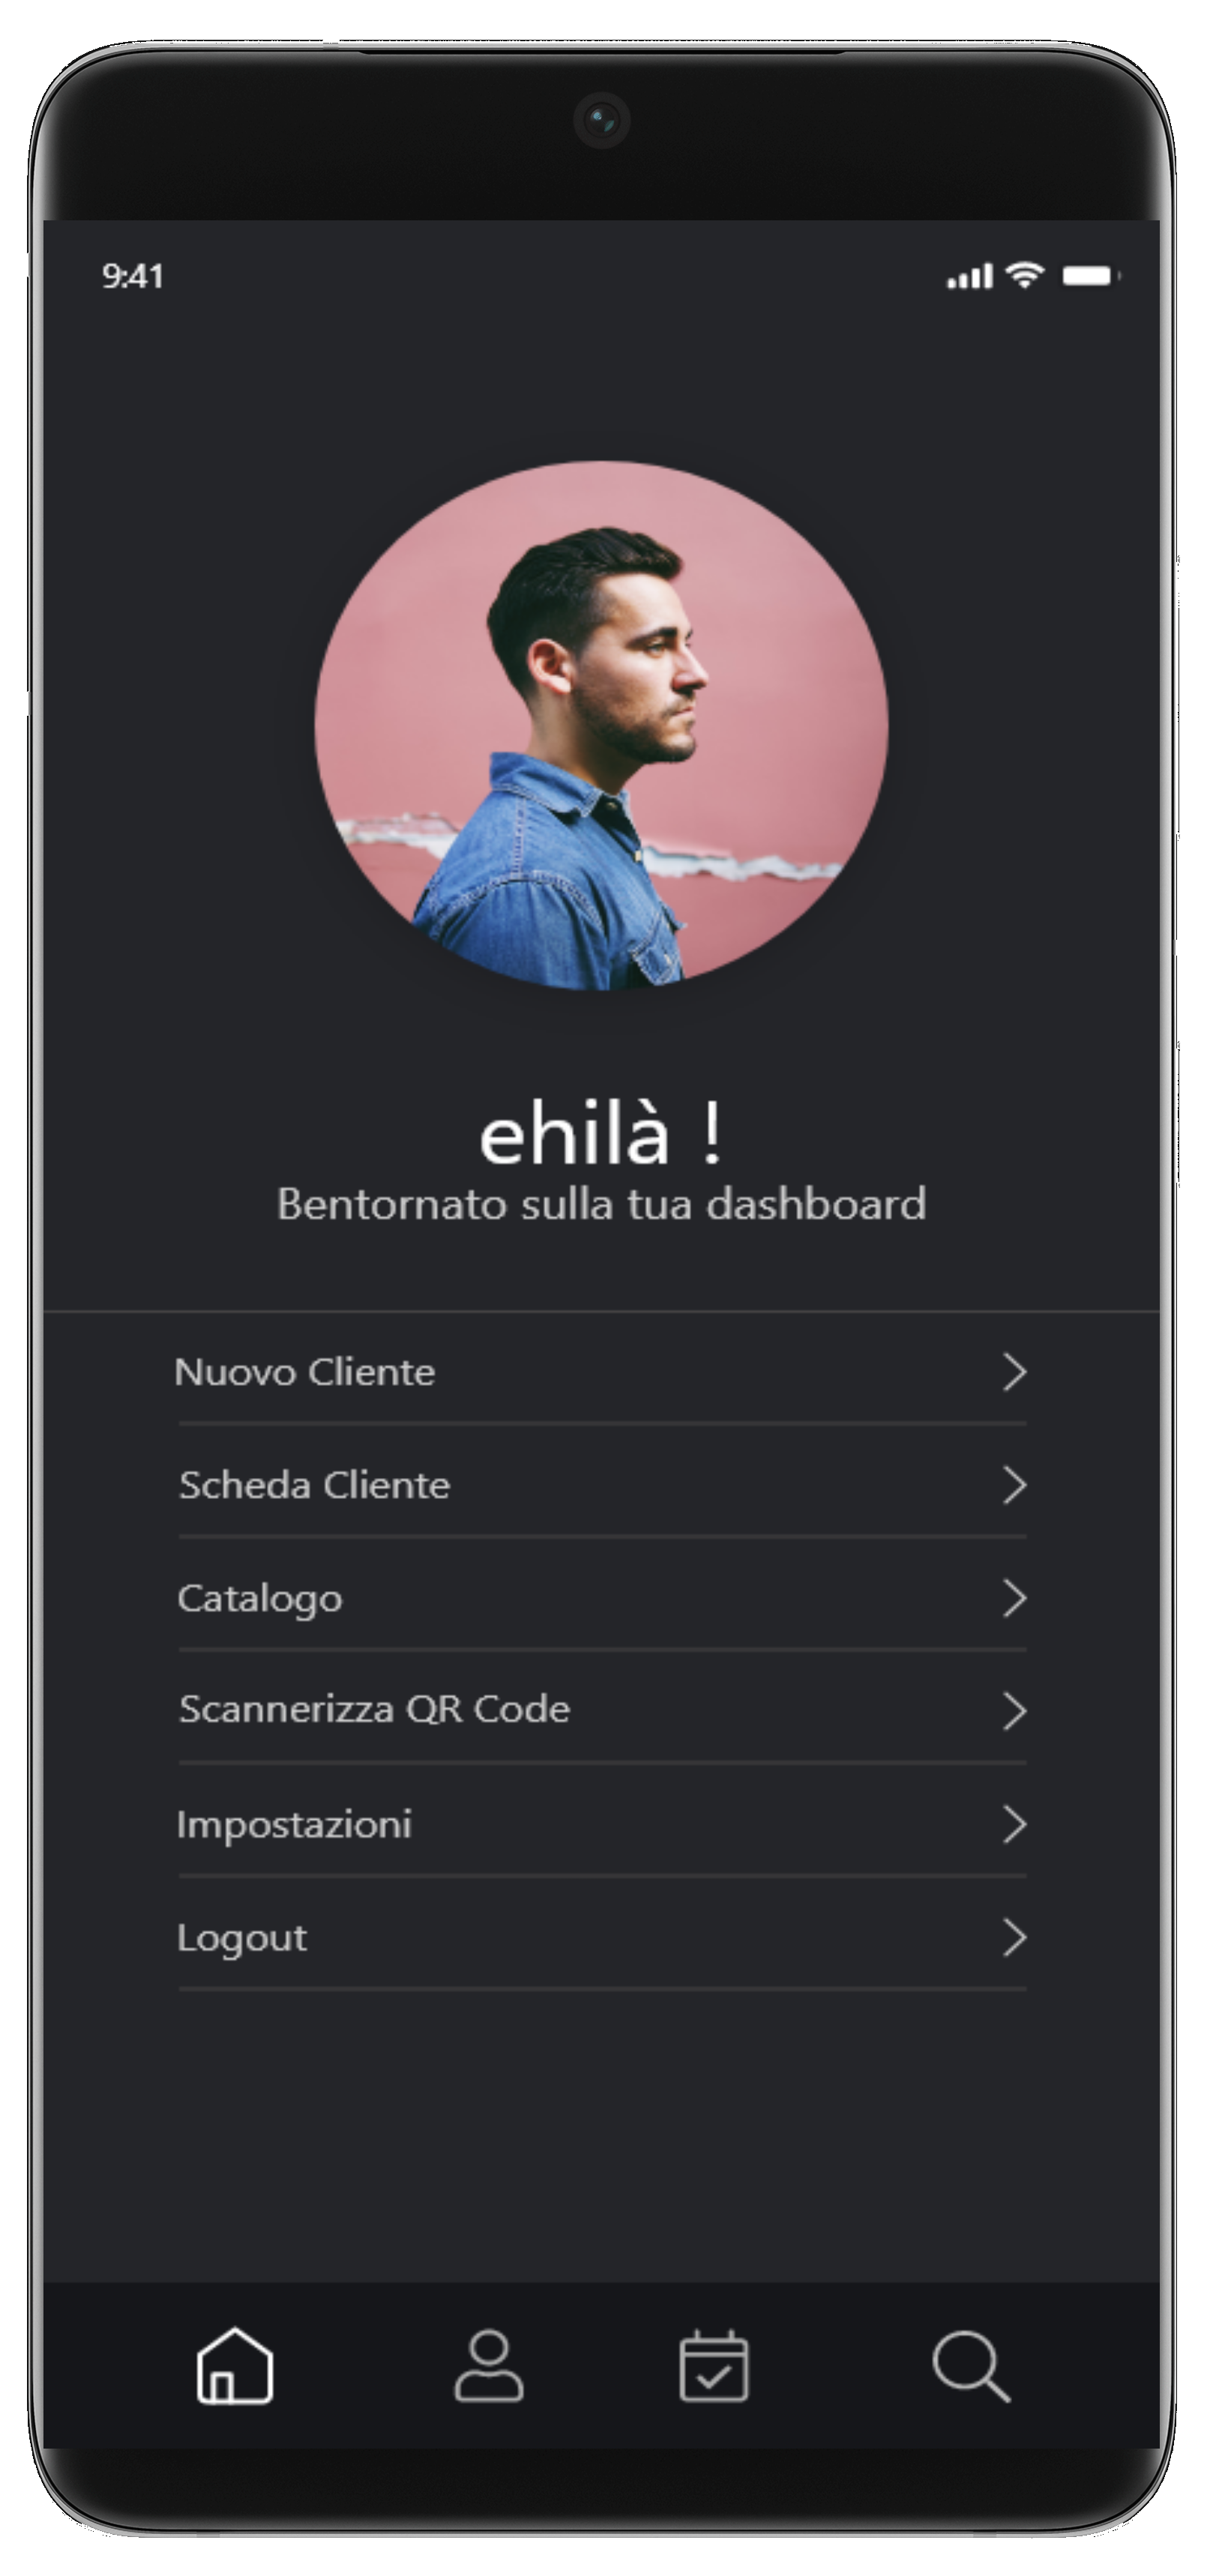 9:41
ehilà !
Bentornato sulla tua dashboard
Nuovo Cliente
Scheda Cliente
Catalogo
Scannerizza QR Code
Impostazioni
Logout